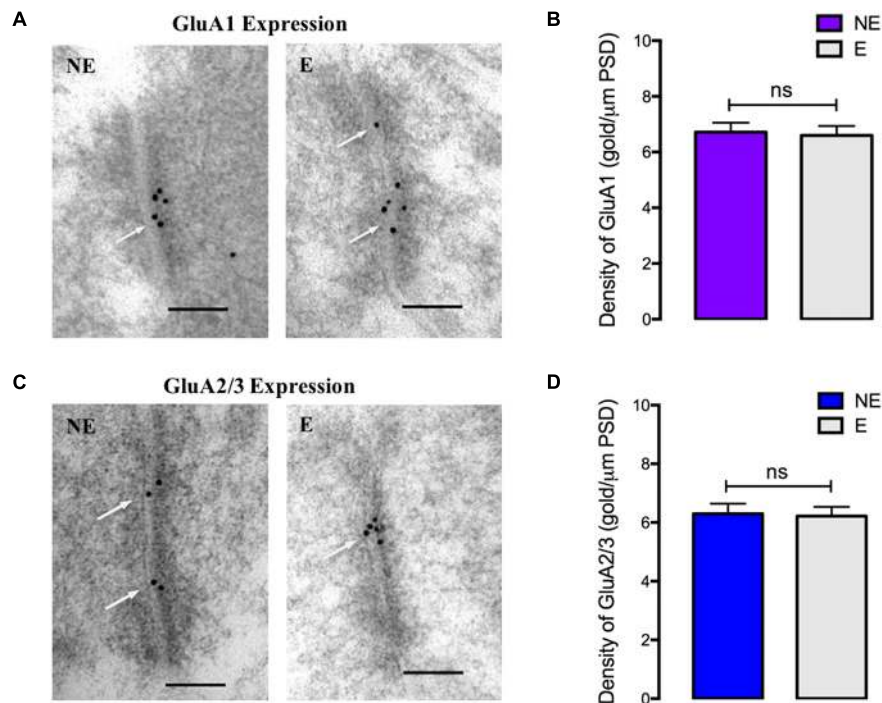 A
GluA1 Expression
NE
E
B
NE
E
ns
Density of GluA1 (gold/μm PSD)
10
8
6
4
2
0
C
GluA2/3 Expression
NE
E
D
NE
E
ns
Density of GluA2/3 (gold/μm PSD)
10
8
6
4
2
0